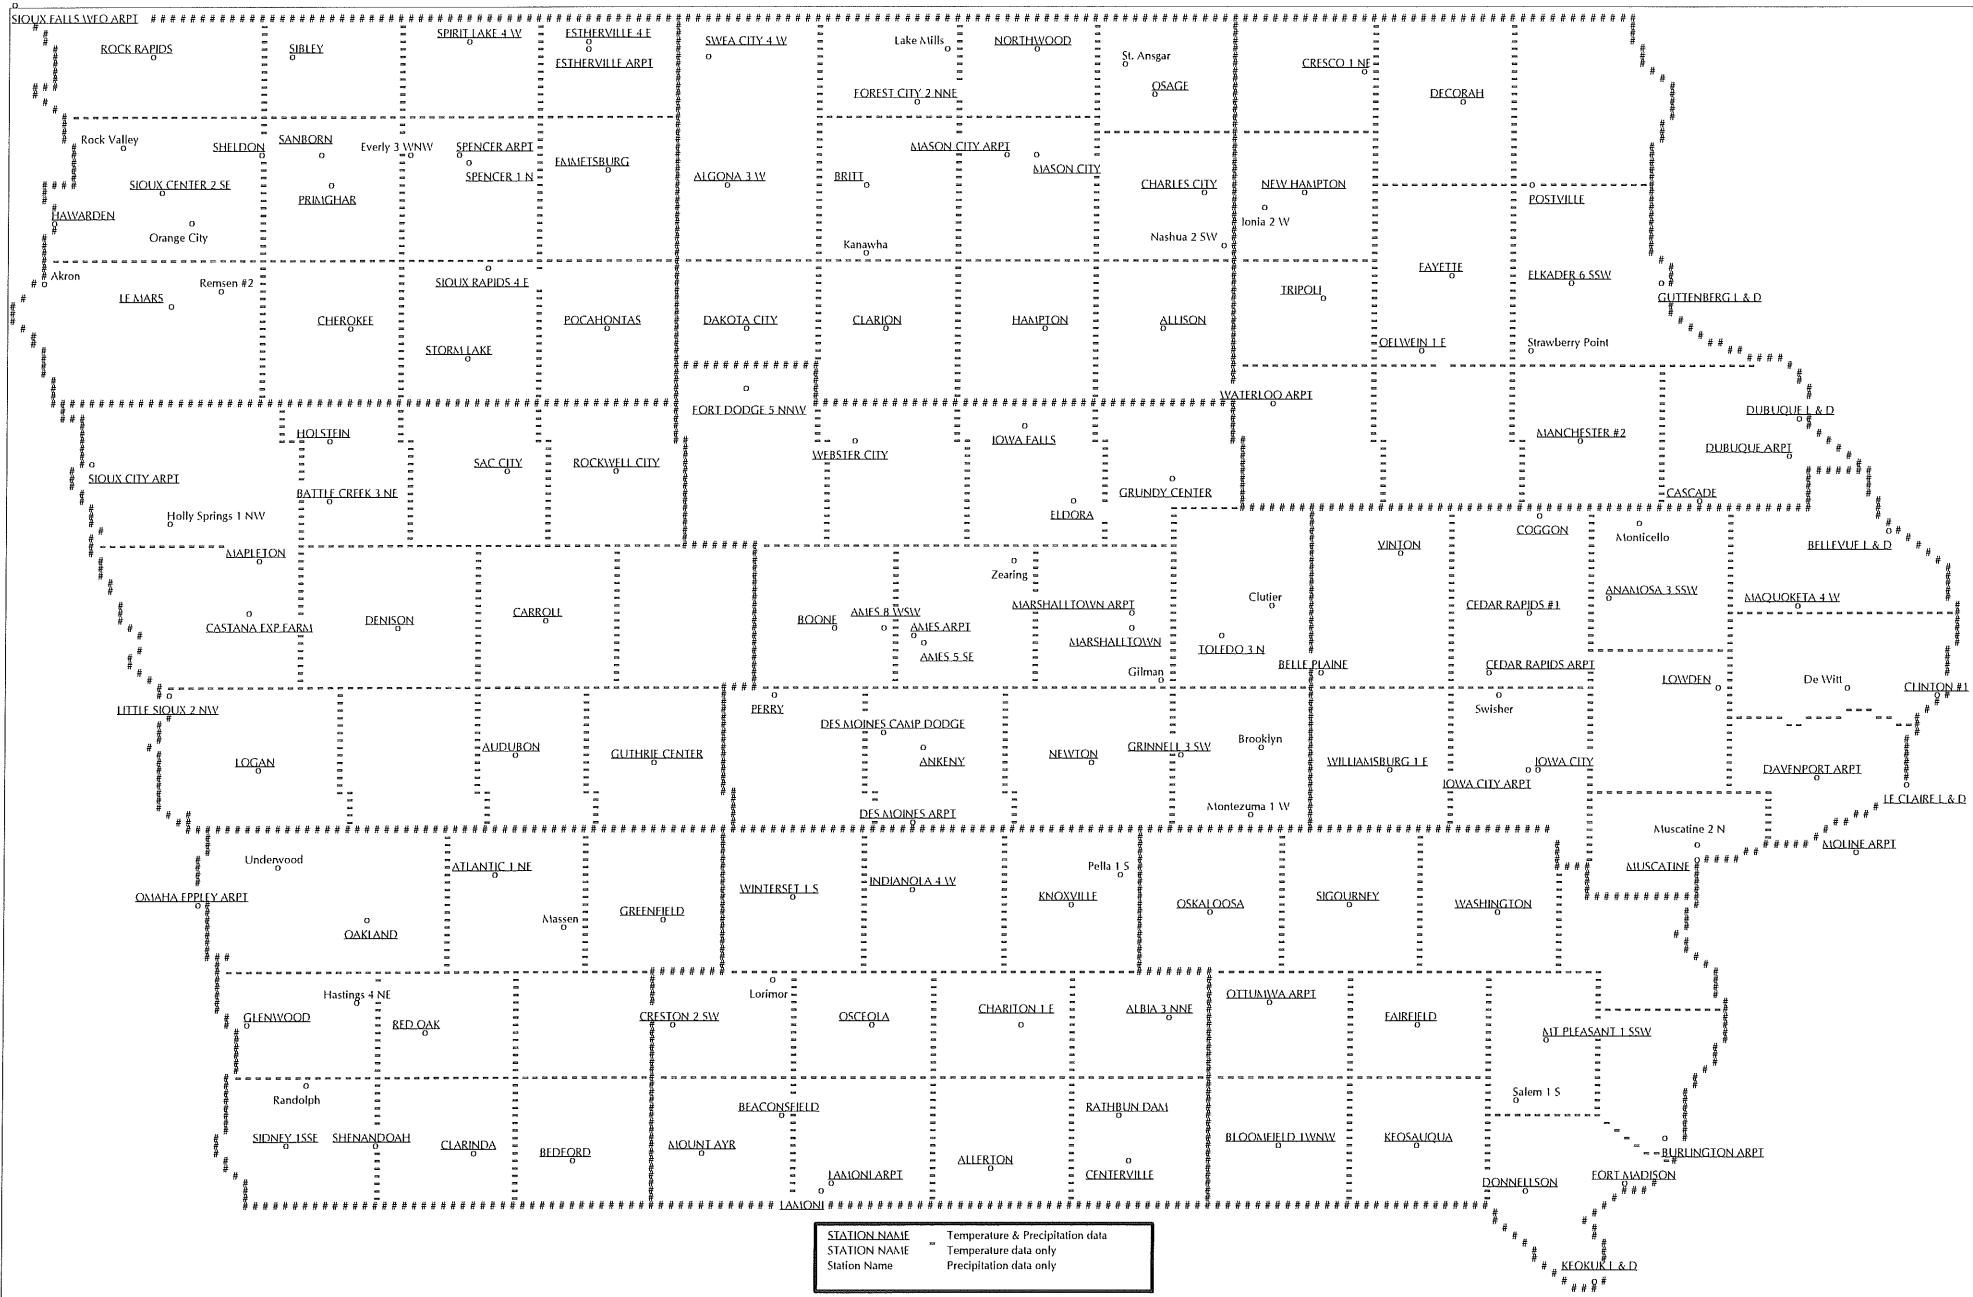 SIOUX FALLS WFO ARPT
ROCK RAPIDS
SIBLEY
SPIRIT LAKE 4 W
ESTHERVILLE 4 E
ESTHERVILLE ARPT
SWEA CITY 4 W
Lake Mills
NORTHWOOD
St. Ansgar
OSAGE
CRESCO 1 NE
DECORAH
FOREST CITY 2 NNE
Rock Valley
SHELDON
SANBORN
Everly 3 WNW
SPENCER ARPT
SPENCER 1 N
EMMETSBURG
ALGONA 3 W
BRITT
MASON CITY ARPT
MASON CITY
CHARLES CITY
NEW HAMPTON
POSTVILLE
SIOUX CENTER 2 SE
PRIMGHAR
HAWARDEN
Orange City
Kanawha
Nashua 2 SW
Ionia 2 W
Akron
Remsen #2
LE MARS
SIOUX RAPIDS 4 E
FAYETTE
ELKADER 6 SSW
TRIPOLI
GUTTENBERG L & D
CHEROKEE
STORM LAKE
POCAHONTAS
DAKOTA CITY
CLARION
HAMPTON
ALLISON
OELWEIN 1 E
Strawberry Point
WATERLOO ARPT
FORT DODGE 5 NNW
DUBUQUE L & D
HOLSTEIN
IOWA FALLS
MANCHESTER #2
DUBUQUE ARPT
WEBSTER CITY
SAC CITY
ROCKWELL CITY
SIOUX CITY ARPT
BATTLE CREEK 3 NE
GRUNDY CENTER
CASCADE
Holly Springs 1 NW
ELDORA
COGGON
Monticello
BELLEVUE L & D
VINTON
MAPLETON
Zearing
Clutier
CEDAR RAPIDS #1
ANAMOSA 3 SSW
MAQUOKETA 4 W
CASTANA EXP FARM
DENISON
CARROLL
BOONE
AMES 8 WSW
AMES ARPT
AMES 5 SE
MARSHALLTOWN ARPT
MARSHALLTOWN
TOLEDO 3 N
BELLE PLAINE
CEDAR RAPIDS ARPT
Gilman
LOWDEN
De Witt
CLINTON #1
LITTLE SIOUX 2 NW
PERRY
Swisher
DES MOINES CAMP DODGE
ANKENY
NEWTON
GRINNELL 3 SW
Brooklyn
AUDUBON
GUTHRIE CENTER
LOGAN
WILLIAMSBURG 1 E
IOWA CITY
IOWA CITY ARPT
DAVENPORT ARPT
LE CLAIRE L & D
DES MOINES ARPT
Montezuma 1 W
Muscatine 2 N
MOLINE ARPT
MUSCATINE
Underwood
ATLANTIC 1 NE
WINTERSET 1 S
INDIANOLA 4 W
Pella 1 S
KNOXVILLE
OMAHA EPPLEY ARPT
OSKALOOSA
SIGOURNEY
WASHINGTON
Massen
GREENFIELD
OAKLAND
Hastings 4 NE
Lorimor
OTTUMWA ARPT
GLENWOOD
RED OAK
CRESTON 2 SW
OSCEOLA
CHARITON 1 E
ALBIA 3 NNE
FAIRFIELD
MT PLEASANT 1 SSW
Randolph
BEACONSFIELD
RATHBUN DAM
Salem 1 S
SIDNEY 1SSE
SHENANDOAH
CLARINDA
BEDFORD
MOUNT AYR
BLOOMFIELD 1WNW
KEOSAUQUA
BURLINGTON ARPT
LAMONI ARPT
ALLERTON
CENTERVILLE
DONNELLSON
FORT MADISON
LAMONI
KEOKUK L & D
STATION NAME = Temperature & Precipitation data
STATION NAME Temperature data only
Station Name Precipitation data only